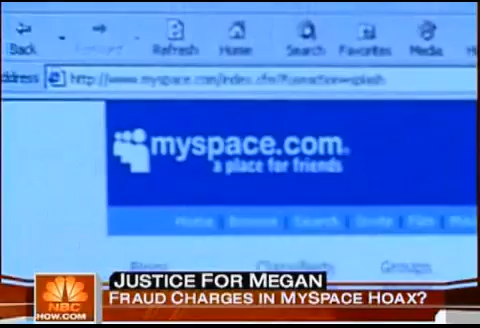 Back Refresh Home Search Favorites Media
ddress http://www.myspace.com/index.cfm?fuseaction=splash
myspace.com
a place for friends
Home | Browse | Search | Invite | Film |
Groups
JUSTICE FOR MEGAN
FRAUD CHARGES IN MYSPACE HOAX?
NBC
NOW.COM